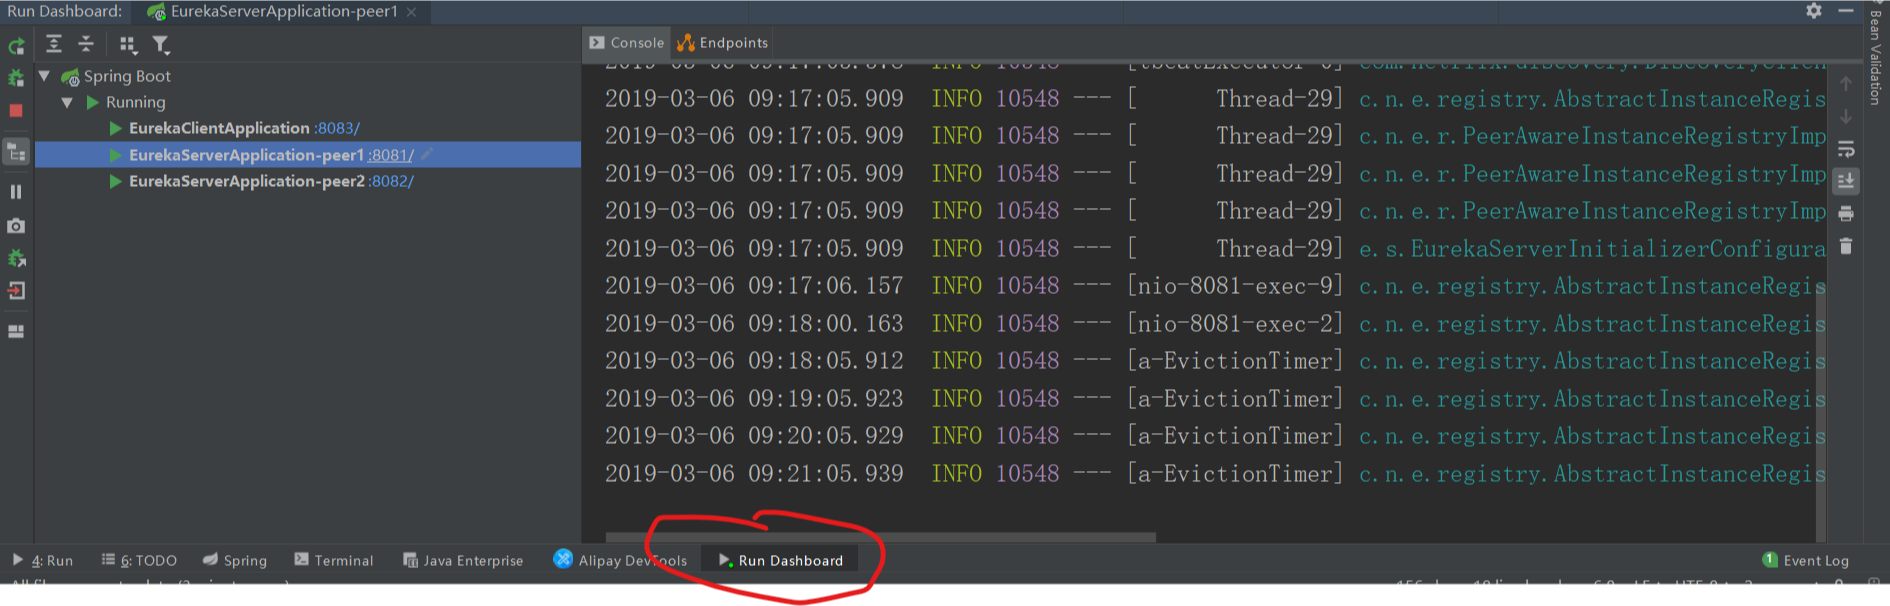 Run Dashboard: EurekaServerApplication-peer1
Console Endpoints
Bean Validation
Spring Boot
Running
EurekaClientApplication :8083/
EurekaServerApplication-peer1 :8081/
EurekaServerApplication-peer2 :8082/
2019-03-06 09:17:05.909 INFO 10548 --- [ Thread-29] c.n.e.registry.AbstractInstanceRegis
2019-03-06 09:17:05.909 INFO 10548 --- [ Thread-29] c.n.e.r.PeerAwareInstanceRegistryImp
2019-03-06 09:17:05.909 INFO 10548 --- [ Thread-29] c.n.e.r.PeerAwareInstanceRegistryImp
2019-03-06 09:17:05.909 INFO 10548 --- [ Thread-29] c.n.e.r.PeerAwareInstanceRegistryImp
2019-03-06 09:17:05.909 INFO 10548 --- [ Thread-29] e.s.EurekaServerInitializerConfigura
2019-03-06 09:17:06.157 INFO 10548 --- [nio-8081-exec-9] c.n.e.registry.AbstractInstanceRegis
2019-03-06 09:18:00.163 INFO 10548 --- [nio-8081-exec-2] c.n.e.registry.AbstractInstanceRegis
2019-03-06 09:18:05.912 INFO 10548 --- [a-EvictionTimer] c.n.e.registry.AbstractInstanceRegis
2019-03-06 09:19:05.923 INFO 10548 --- [a-EvictionTimer] c.n.e.registry.AbstractInstanceRegis
2019-03-06 09:20:05.929 INFO 10548 --- [a-EvictionTimer] c.n.e.registry.AbstractInstanceRegis
2019-03-06 09:21:05.939 INFO 10548 --- [a-EvictionTimer] c.n.e.registry.AbstractInstanceRegis
4: Run 6: TODO Spring Terminal Java Enterprise Alipay DevTools Run Dashboard 1 Event Log